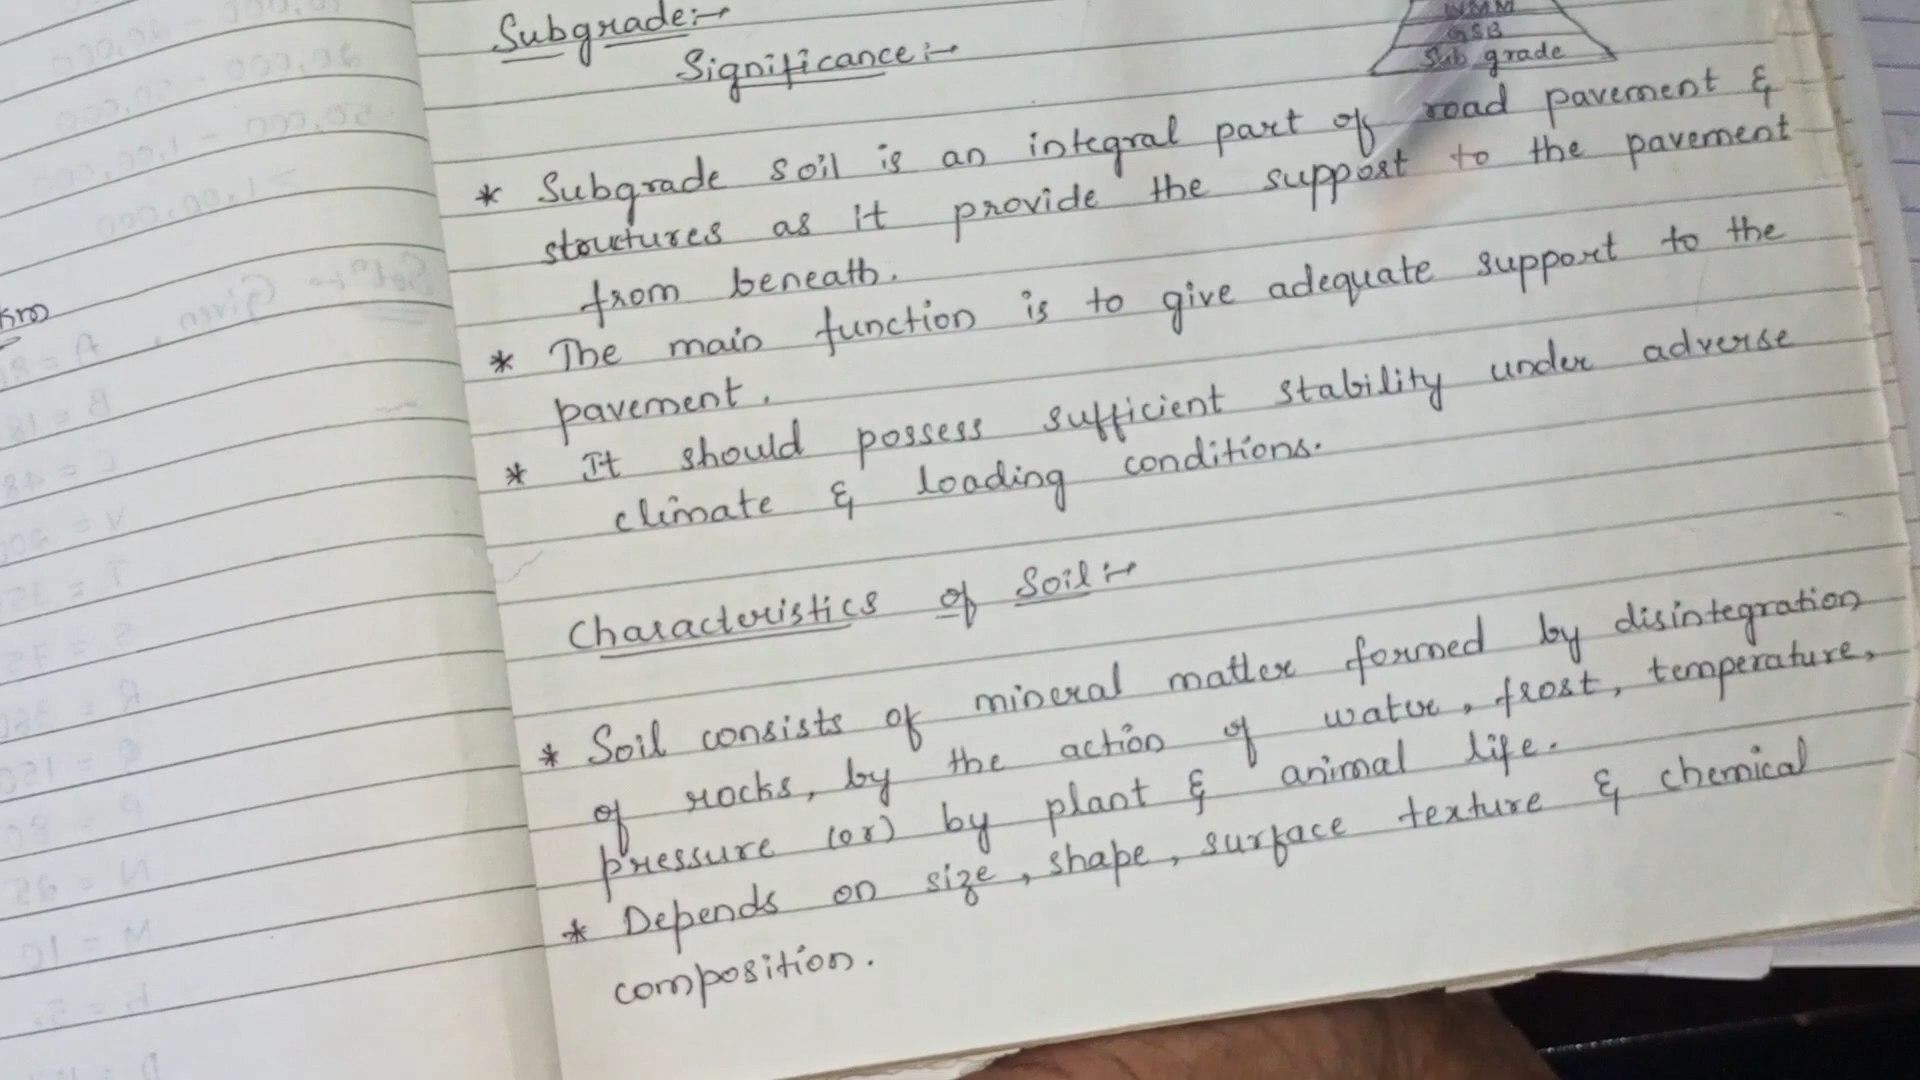 Subgrade:-
Significance:-
WMM
GSB
Sub grade
* Subgrade soil is an integral part of road pavement &
structures as it provide the support to the pavement
from beneath.
* The main function is to give adequate support to the
pavement.
* It should possess sufficient stability under adverse
climate & loading conditions.
Characteristics of Soil:-
* Soil consists of mineral matter formed by disintegration
of rocks, by the action of water, frost, temperature,
pressure (or) by plant & animal life.
* Depends on size, shape, surface texture & chemical
composition.